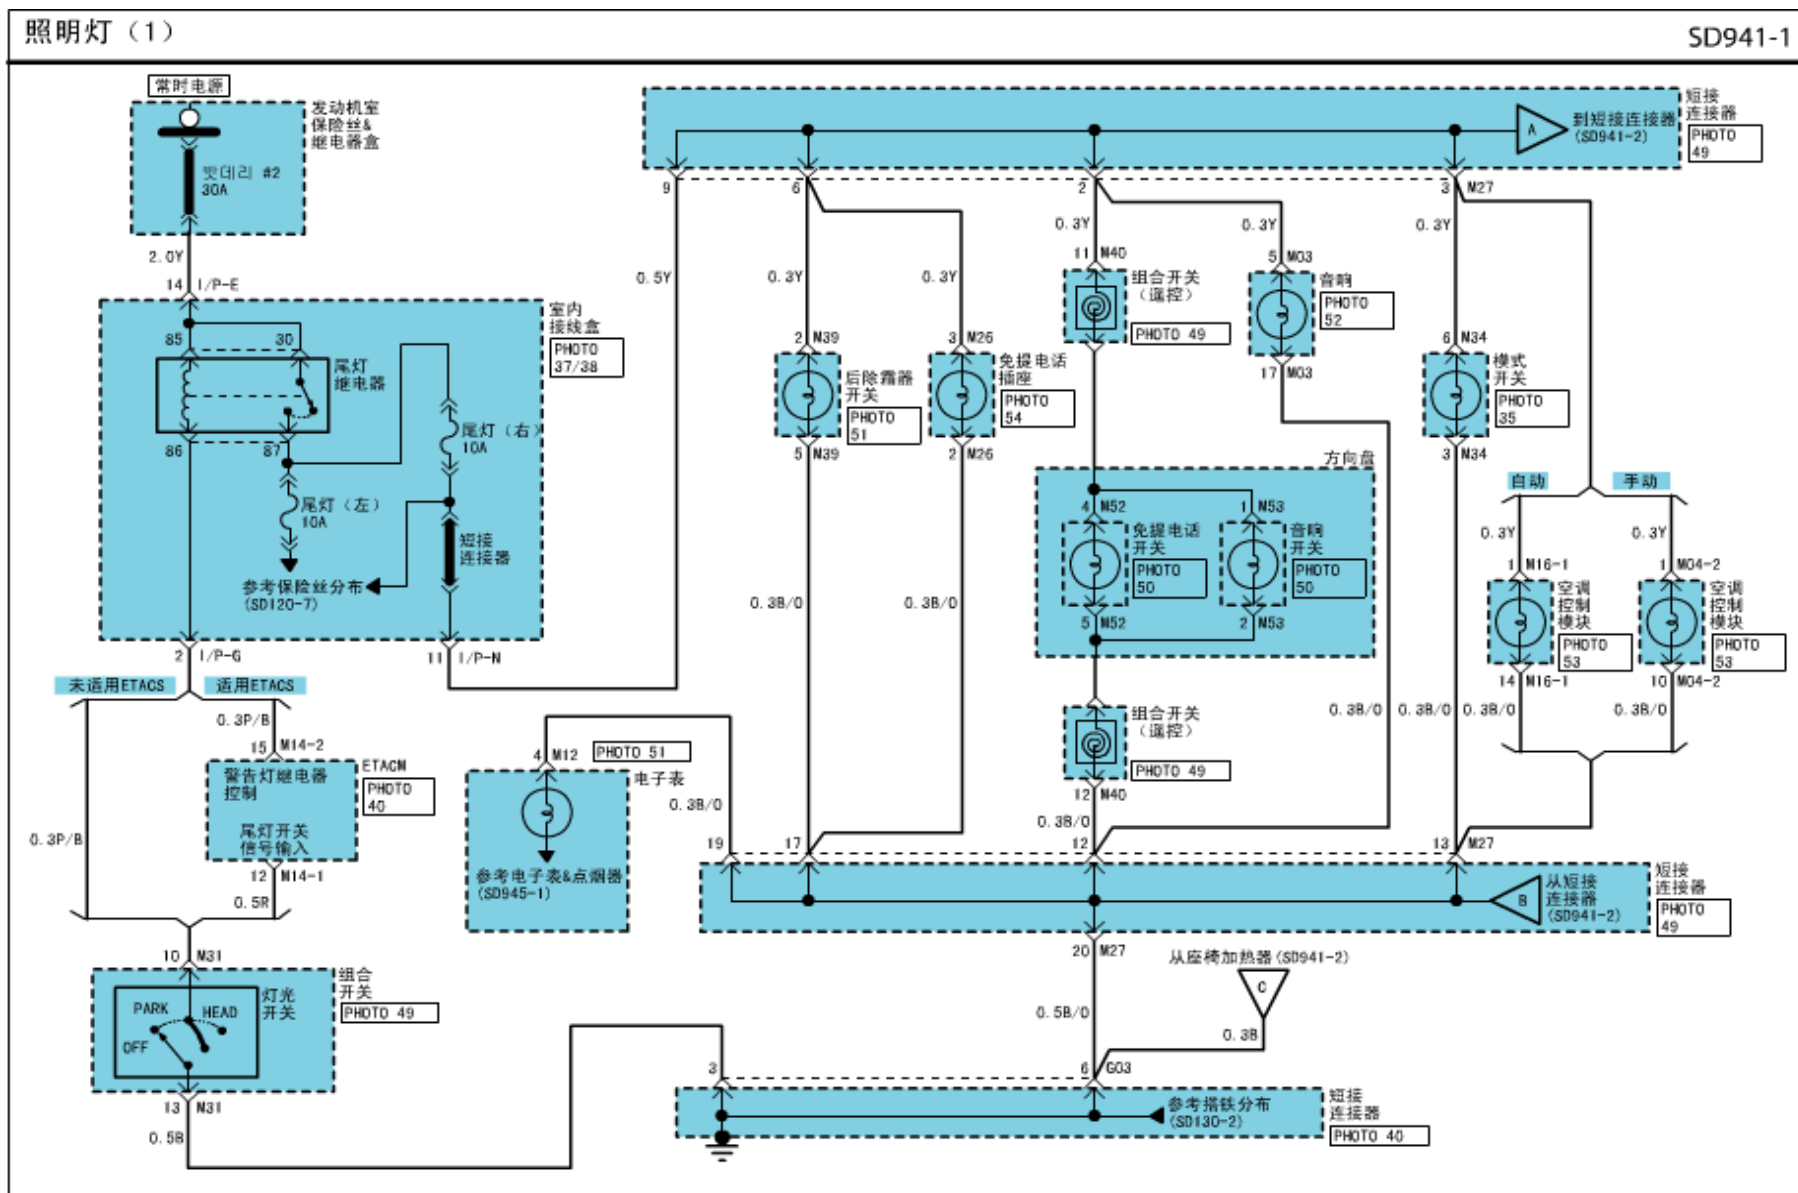 照明灯（1）
SD941-1
常时电源
发动机室
保险丝&
继电器盒
밧데리 #2
30A
2.0Y
14
I/P-E
室内
接线盒
PHOTO
37/38
85
30
尾灯
继电器
86
87
尾灯（右）
10A
尾灯（左）
10A
短接
连接器
参考保险丝分布
(SD120-7)
2
I/P-G
11
I/P-N
未适用ETACS
适用ETACS
0.3P/B
15
M14-2
警告灯继电器
控制
ETACM
PHOTO
40
尾灯开关
信号输入
0.3P/B
12
M14-1
0.5R
10
M31
组合
开关
PHOTO 49
灯光
开关
PARK
HEAD
OFF
13
M31
0.5B
短接
连接器
PHOTO
49
A
到短接连接器
(SD941-2)
9
6
2
3
M27
0.5Y
0.3Y
0.3Y
0.3Y
0.3Y
0.3Y
2
M39
后除霜器
开关
PHOTO
51
5
M39
3
M26
免提电话
插座
PHOTO
54
2
M26
11
M40
组合开关
（遥控）
PHOTO 49
5
M03
音响
PHOTO
52
17
M03
6
M34
模式
开关
PHOTO
35
3
M34
方向盘
4
M52
免提电话
开关
PHOTO
50
5
M52
1
M53
音响
开关
PHOTO
50
2
M53
自动
手动
0.3Y
0.3Y
1
M16-1
空调
控制
模块
PHOTO
53
14
M16-1
1
M04-2
空调
控制
模块
PHOTO
53
10
M04-2
0.3B/O
0.3B/O
0.3B/O
0.3B/O
0.3B/O
0.3B/O
组合开关
（遥控）
PHOTO 49
12
M40
0.3B/O
4
M12
PHOTO 51
电子表
参考电子表&点烟器
(SD945-1)
0.3B/O
19
17
12
13
M27
B
从短接
连接器
(SD941-2)
短接
连接器
PHOTO
49
20
M27
从座椅加热器(SD941-2)
C
0.5B/O
0.3B
3
6
G03
参考搭铁分布
(SD130-2)
短接
连接器
PHOTO 40